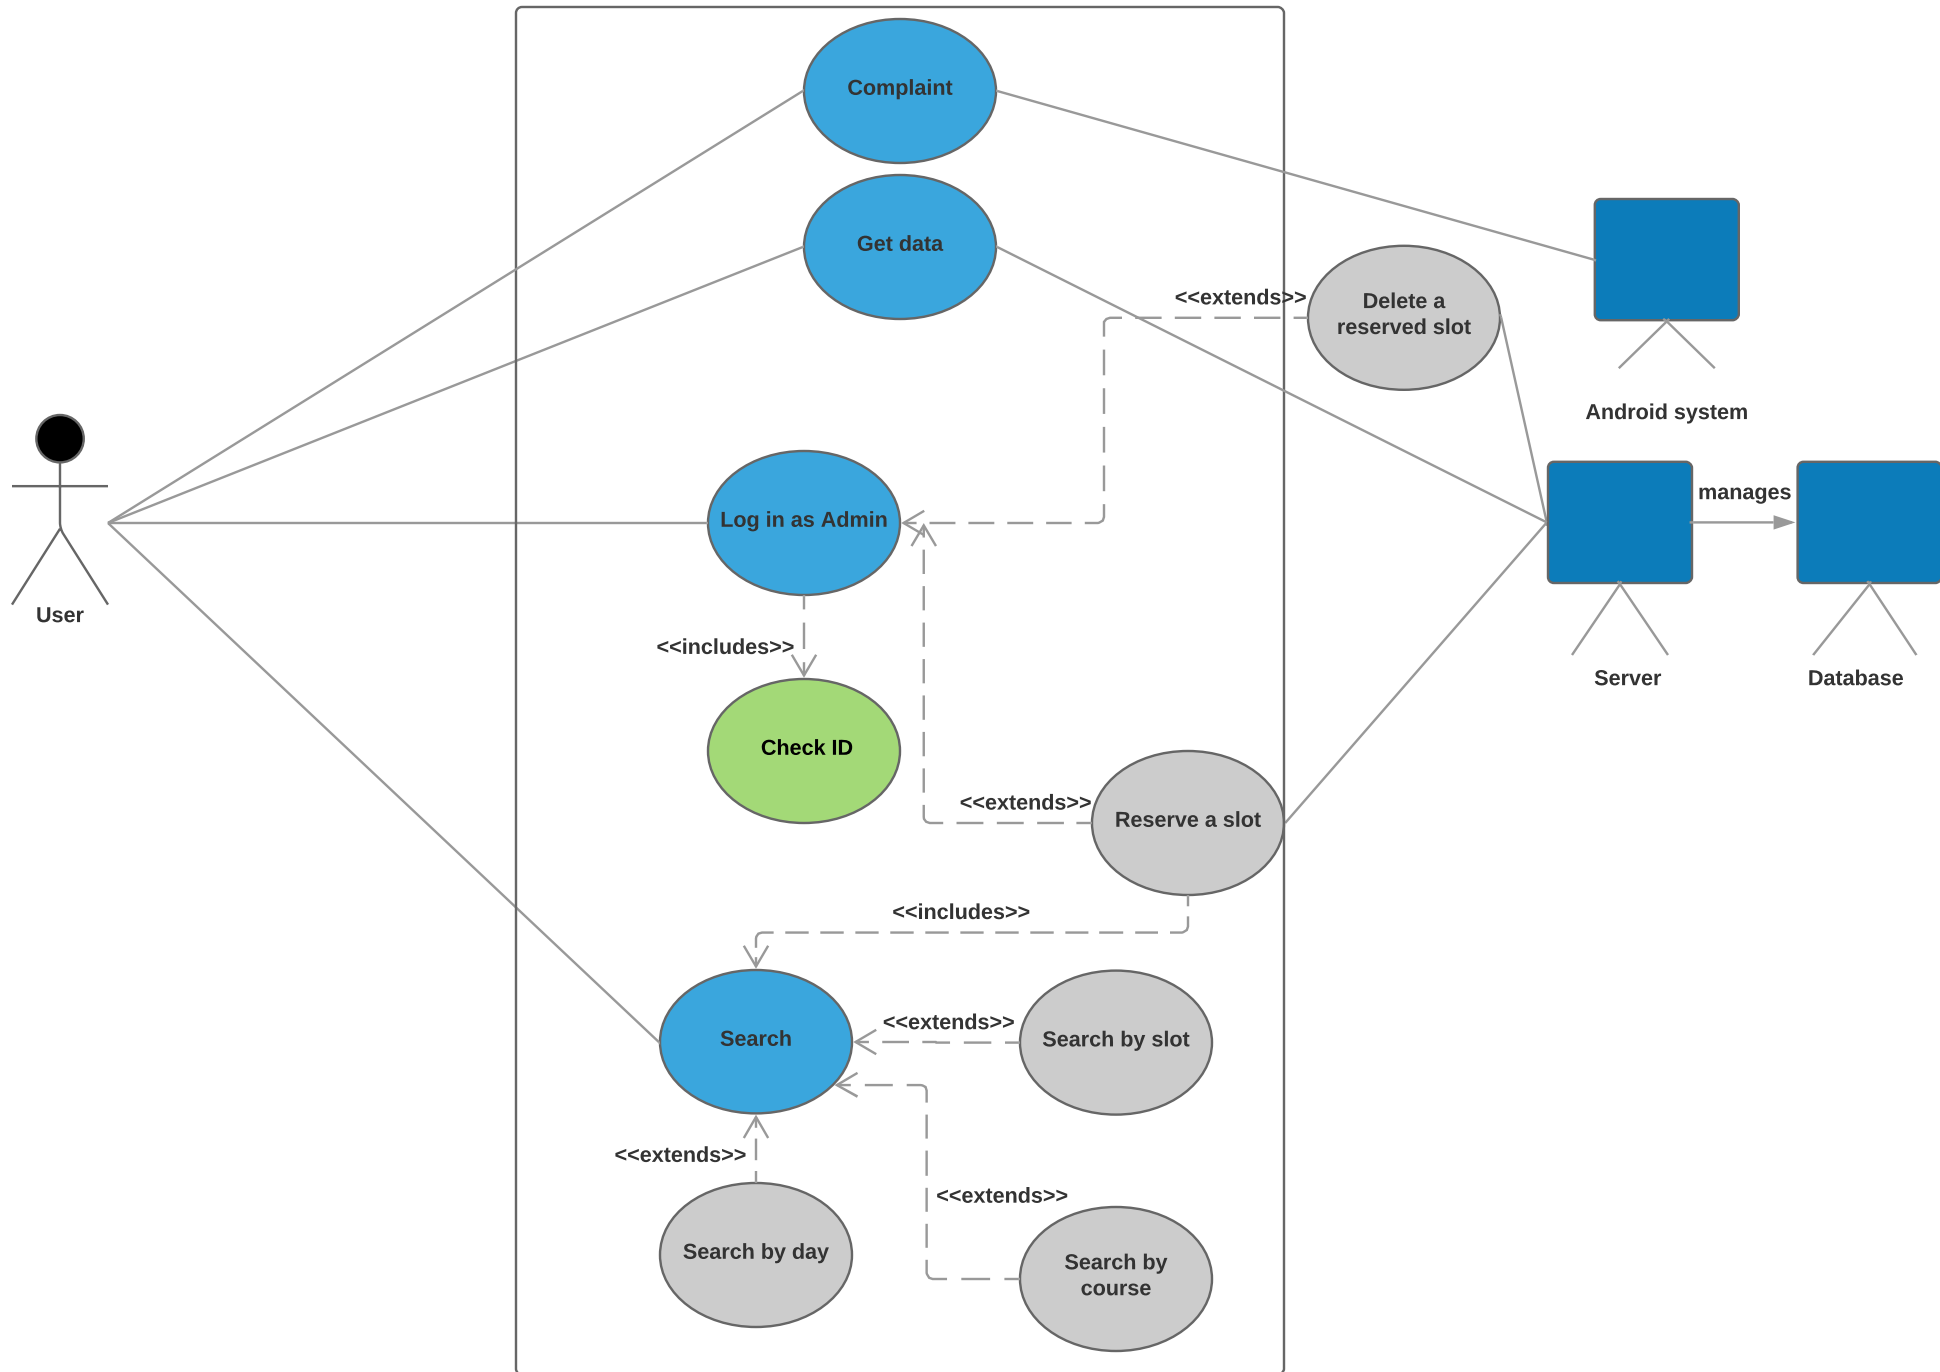 Complaint
Get data
<<extends>>
Delete a
reserved slot
Android system
manages
Log in as Admin
User
<<includes>>
Server
Database
Check ID
<<extends>>
Reserve a slot
<<includes>>
<<extends>>
Search
Search by slot
<<extends>>
<<extends>>
Search by day
Search by
course